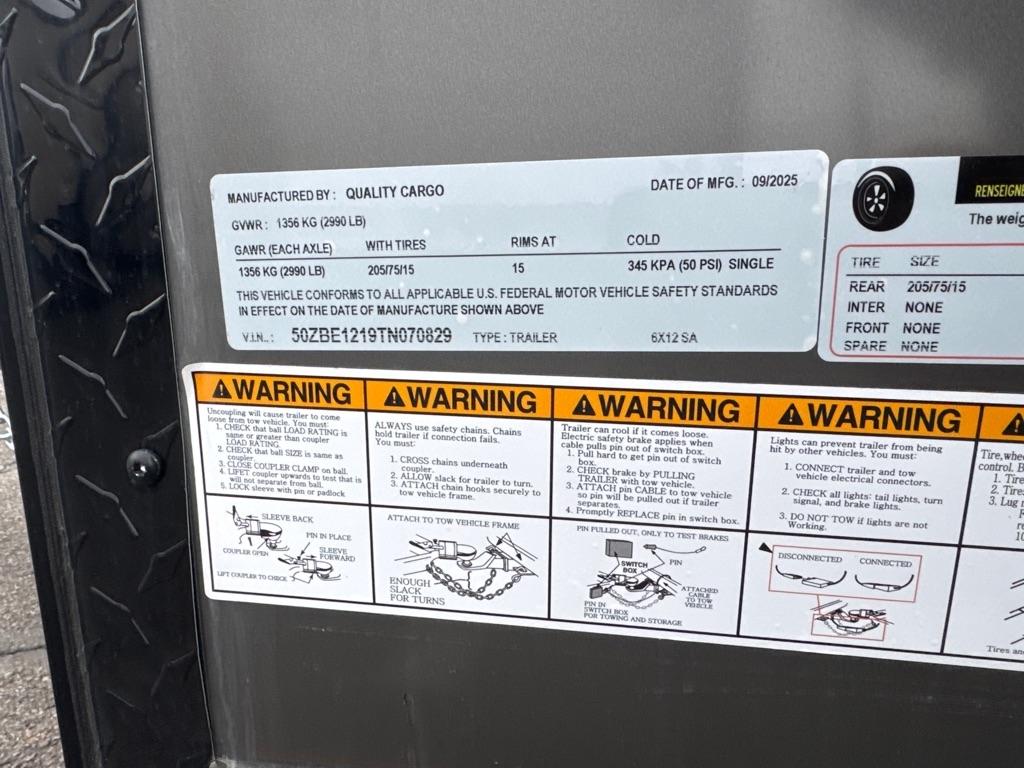 MANUFACTURED BY: QUALITY CARGO DATE OF MFG.: 09/2025
GVWR: 1356 KG (2990 LB)
GAWR (EACH AXLE) WITH TIRES RIMS AT COLD
1356 KG (2990 LB) 205/75/15 15 345 KPA (50 PSI) SINGLE
THIS VEHICLE CONFORMS TO ALL APPLICABLE U.S. FEDERAL MOTOR VEHICLE SAFETY STANDARDS
IN EFFECT ON THE DATE OF MANUFACTURE SHOWN ABOVE
V.I.N..: 50ZBE1219TN070829 TYPE: TRAILER 6X12 SA
RENSEIGNE
The weig
TIRE SIZE
REAR 205/75/15
INTER NONE
FRONT NONE
SPARE NONE
WARNING
Uncoupling will cause trailer to come
loose from tow vehicle. You must:
1. CHECK that ball LOAD RATING is
same or greater than coupler
LOAD RATING.
2. CHECK that ball SIZE is same as
coupler.
3. CLOSE COUPLER CLAMP on ball.
4. LIFET coupler upwards to test that is
will not separate from ball.
5. LOCK sleeve with pin or padlock
SLEEVE BACK
PIN IN PLACE
COUPLER OPEN
SLEEVE
FORWARD
LIFT COUPLER TO CHECK
WARNING
ALWAYS use safety chains. Chains
hold trailer if connection fails.
You must:
1. CROSS chains underneath
coupler.
2. ALLOW slack for trailer to turn.
3. ATTACH chain hooks securely to
tow vehicle frame.
ATTACH TO TOW VEHICLE FRAME
ENOUGH
SLACK
FOR TURNS
WARNING
Trailer can rool if it comes loose.
Electric safety brake applies when
cable pulls pin out of switch box.
1. Pull hard to get pin out of switch
box.
2. CHECK brake by PULLING
TRAILER with tow vehicle.
3. ATTACH pin CABLE to tow vehicle
so pin will be pulled out if trailer
separates.
4. Promptly REPLACE pin in switch box.
PIN PULLED OUT, ONLY TO TEST BRAKES
SWITCH
BOX
PIN
ATTACHED
CABLE
TO TOW
VEHICLE
PIN IN
SWITCH BOX
FOR TOWING AND STORAGE
WARNING
Lights can prevent trailer from being
hit by other vehicles. You must:
1. CONNECT trailer and tow
vehicle electrical connectors.
2. CHECK all lights: tail lights, turn
signal, and brake lights.
3. DO NOT TOW if lights are not
Working.
DISCONNECTED CONNECTED
Tire,whee
control. B
1. Tire
2. Tires
3. Lug n
10
Tires an